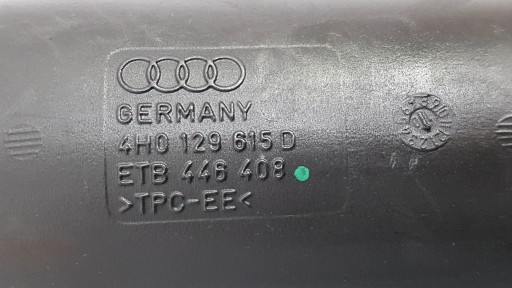 GERMANY
4H0 129 615 D
ETB 446 408
>TPC-EE<